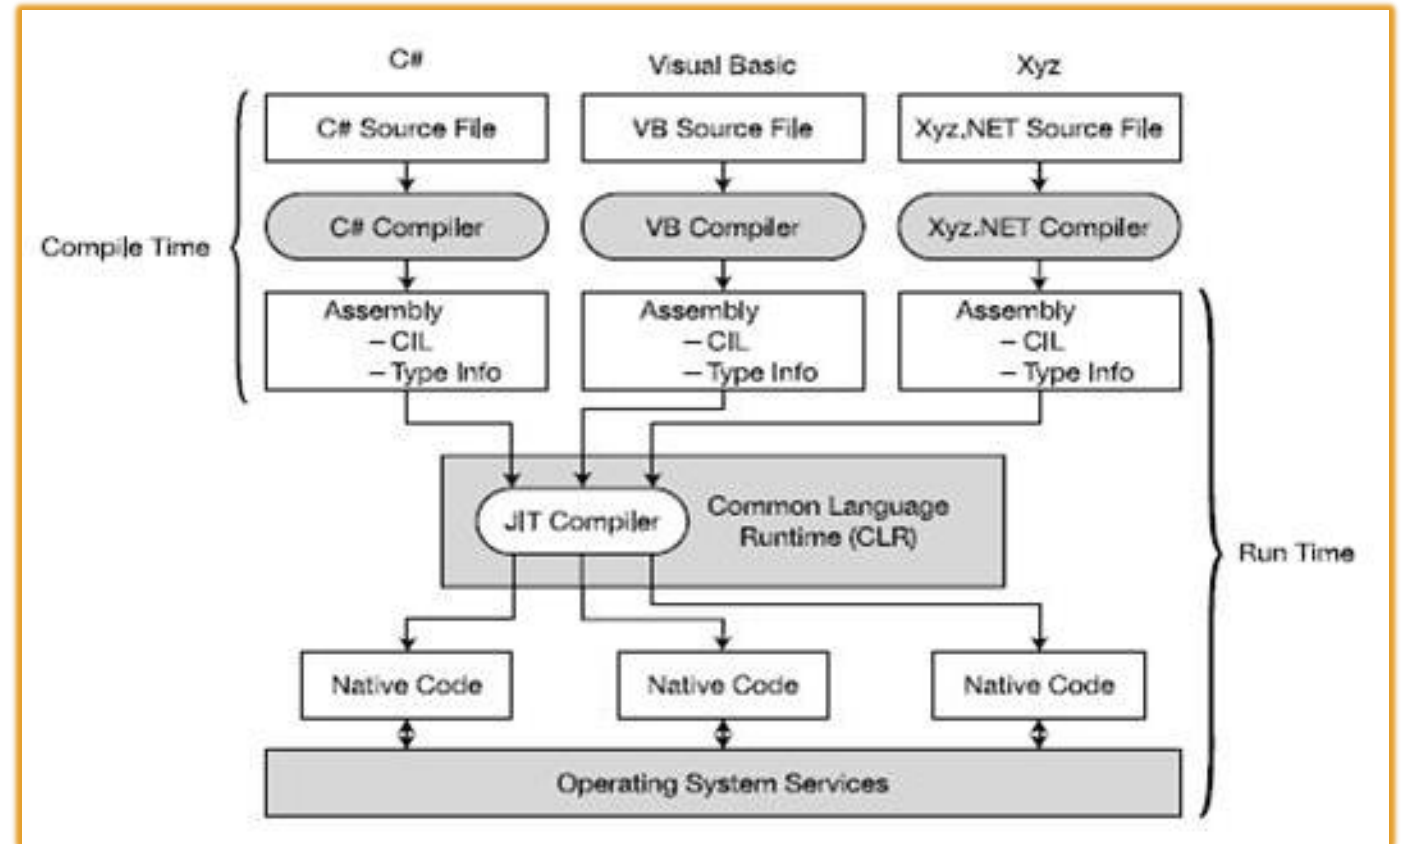 C#
Visual Basic
Xyz
C# Source File
VB Source File
Xyz.NET Source File
C# Compiler
VB Compiler
Xyz.NET Compiler
Compile Time
Assembly
– CIL
– Type Info
Assembly
– CIL
– Type Info
Assembly
– CIL
– Type Info
JIT Compiler
Common Language
Runtime (CLR)
Run Time
Native Code
Native Code
Native Code
Operating System Services